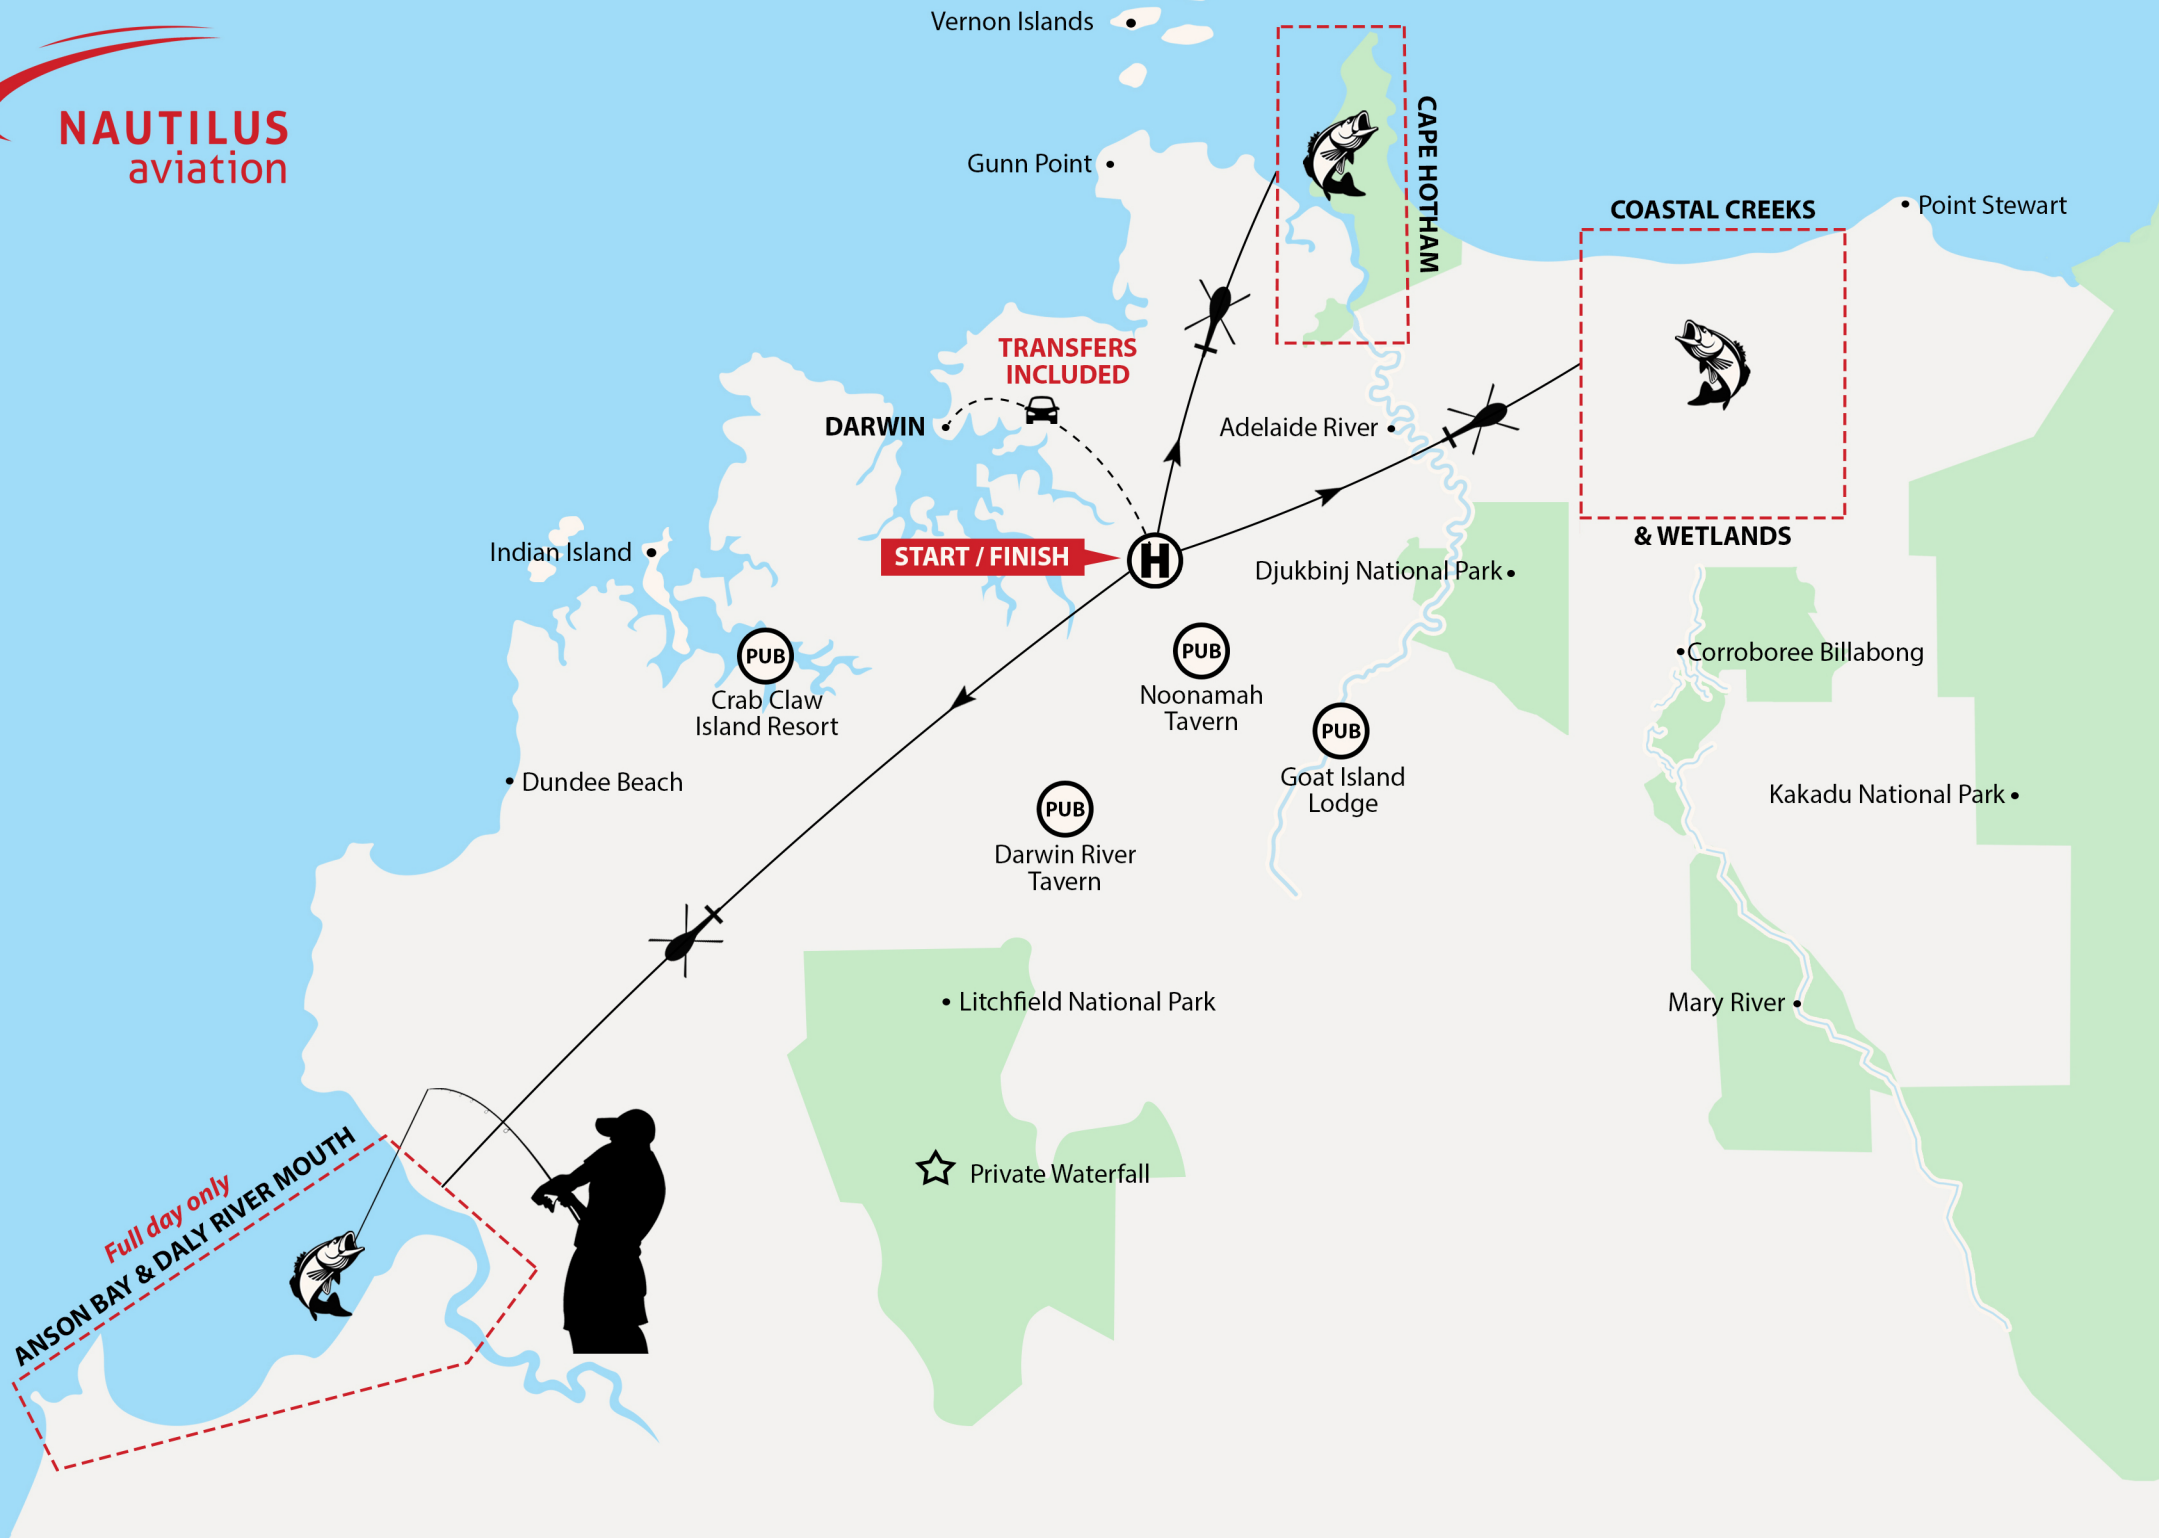 Vernon Islands
NAUTILUS
aviation
Gunn Point
CAPE HOTHAM
COASTAL CREEKS
Point Stewart
TRANSFERS
INCLUDED
DARWIN
Adelaide River
& WETLANDS
Indian Island
START / FINISH
H
Djukbinj National Park
PUB
Crab Claw
Island Resort
PUB
Noonamah
Tavern
Corroboree Billabong
PUB
Goat Island
Lodge
Dundee Beach
Kakadu National Park
PUB
Darwin River
Tavern
Litchfield National Park
Mary River
Private Waterfall
Full day only
ANSON BAY & DALY RIVER MOUTH